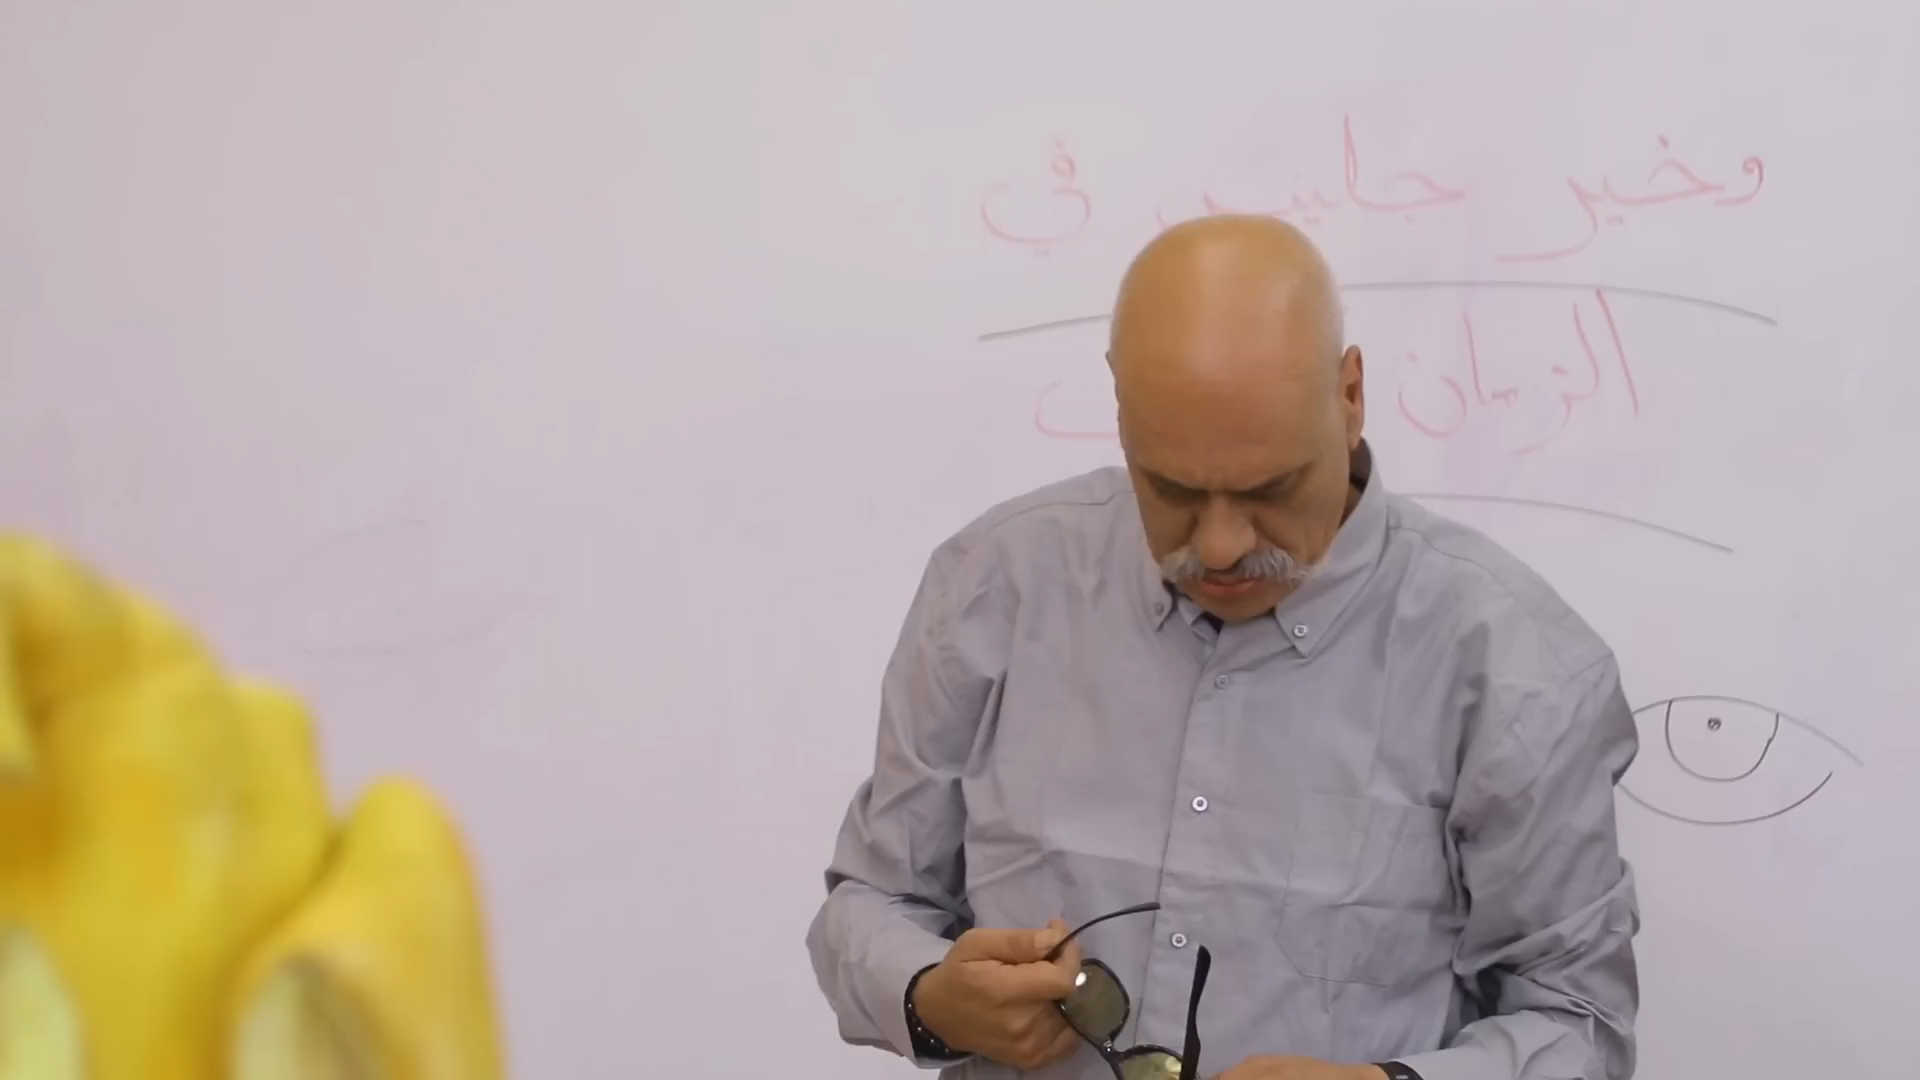 وخير جليس في
الزمان